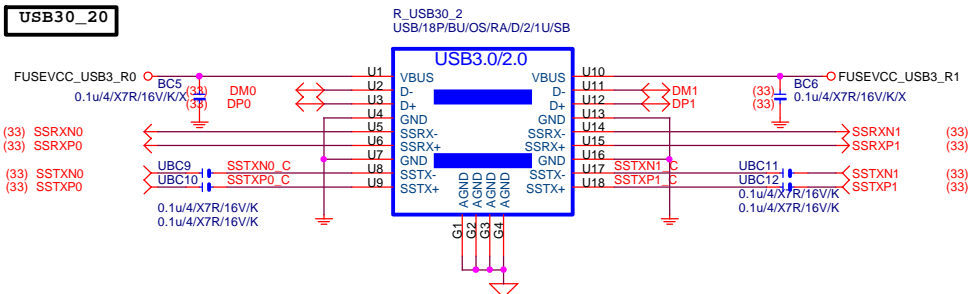 USB30_20
R_USB30_2
USB/18P/BU/OS/RA/D/2/1U/SB
USB3.0/2.0
FUSEVCC_USB3_R0
U1
VBUS
U10
FUSEVCC_USB3_R1
BC5
0.1u/4/X7R/16V/K/X
(33)
(33)
DM0
DP0
U2
D-
U3
D+
VBUS
D-
U11
DM1
D+
U12
DP1
(33)
(33)
BC6
0.1u/4/X7R/16V/K/X
U4
GND
GND
U13
(33) SSRXN0
U5
SSRX-
SSRX-
U14
SSRXN1 (33)
(33) SSRXP0
U6
SSRX+
SSRX+
U15
SSRXP1 (33)
U7
GND
GND
U16
(33) SSTXN0
UBC9
SSTXN0_C
U8
SSTX-
SSTX-
U17
SSTXN1_C
UBC11
SSTXN1 (33)
(33) SSTXP0
UBC10
SSTXP0_C
U9
SSTX+
SSTX+
U18
SSTXP1_C
UBC12
SSTXP1 (33)
0.1u/4/X7R/16V/K
0.1u/4/X7R/16V/K
0.1u/4/X7R/16V/K
0.1u/4/X7R/16V/K
AGND
AGND
AGND
AGND
G1
G2
G3
G4